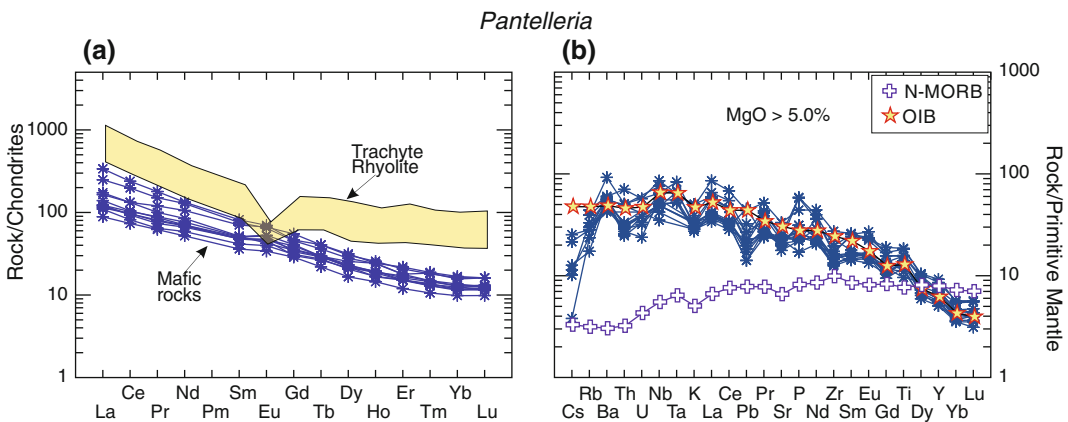 Pantelleria
(a)
Rock/Chondrites
1000
100
10
1
Trachyte
Rhyolite
Mafic
rocks
Ce Nd Sm Gd Dy Er Yb
La Pr Pm Eu Tb Ho Tm Lu
(b)
MgO > 5.0%
N-MORB
OIB
1000
100
10
1
Rock/Primitive Mantle
Rb Th Nb K Ce Pr P Zr Eu Ti Y Lu
Cs Ba U Ta La Pb Sr Nd Sm Gd Dy Yb